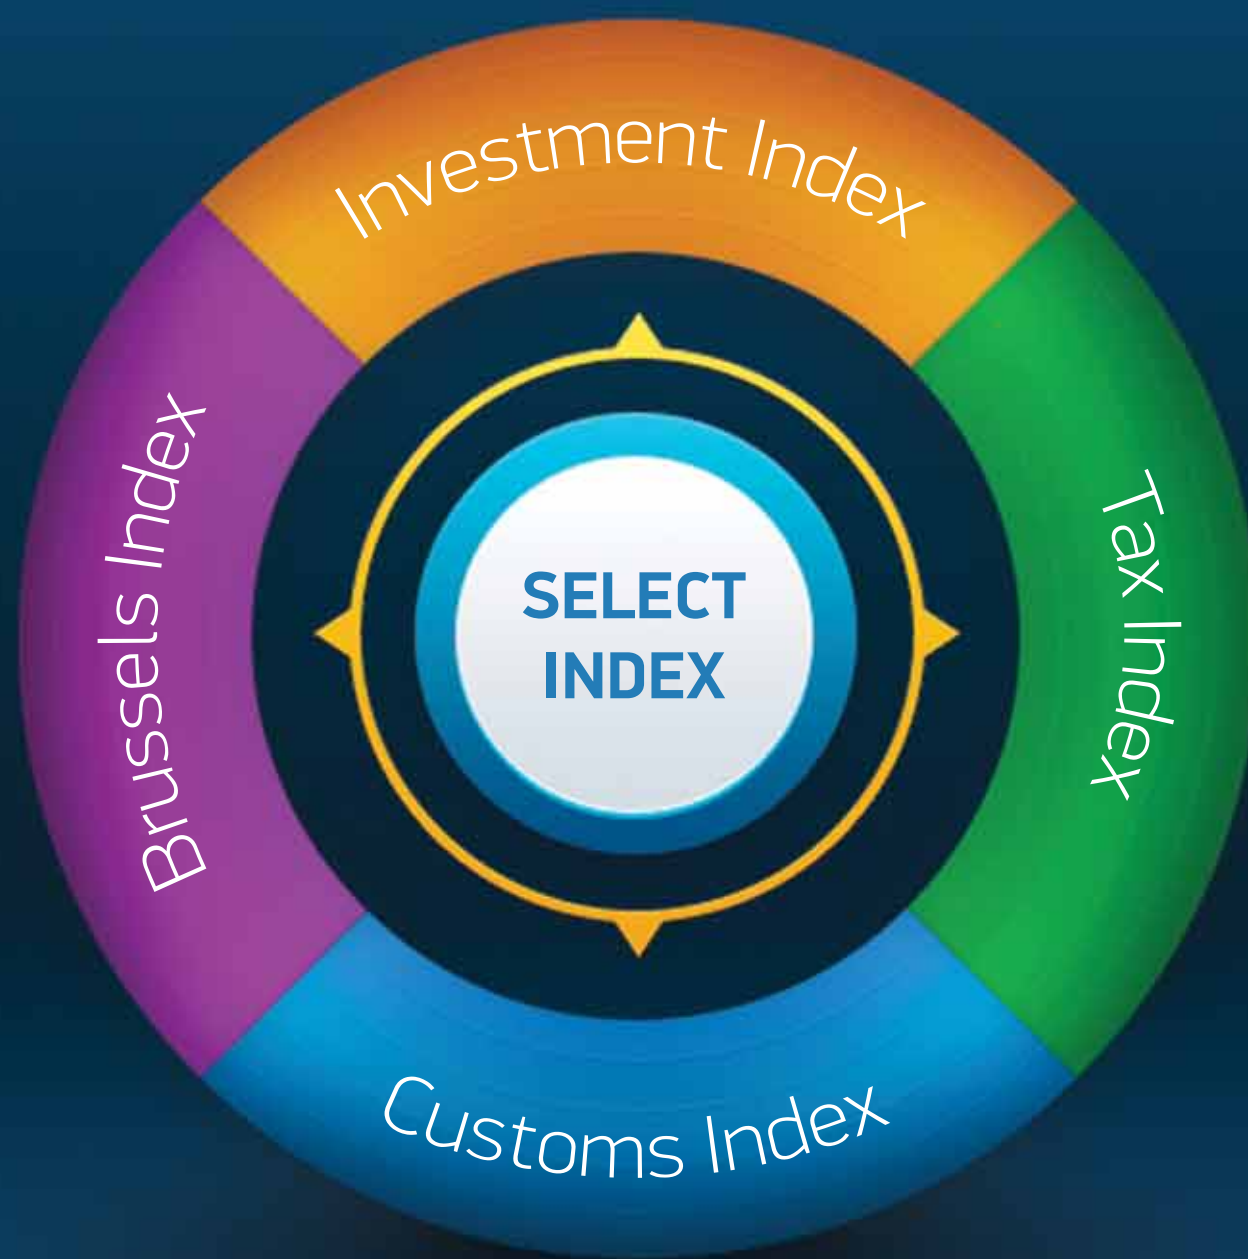 Investment Index
Brussels Index
SELECT
INDEX
Tax Index
Customs Index